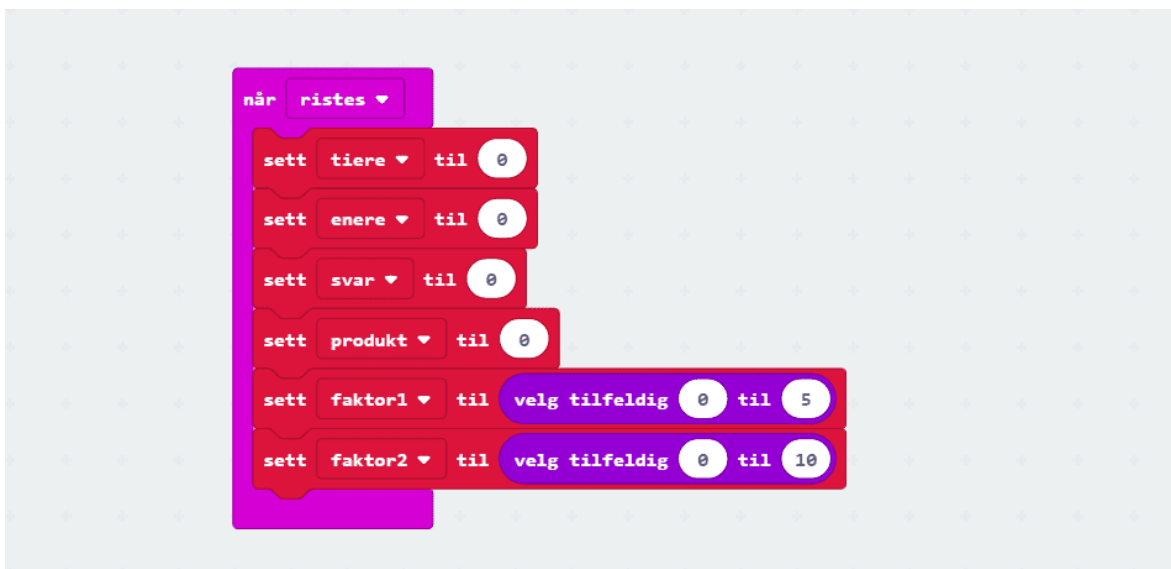 når ristes
sett tiere til 0
sett enere til 0
sett svar til 0
sett produkt til 0
sett faktor1 til velg tilfeldig 0 til 5
sett faktor2 til velg tilfeldig 0 til 10